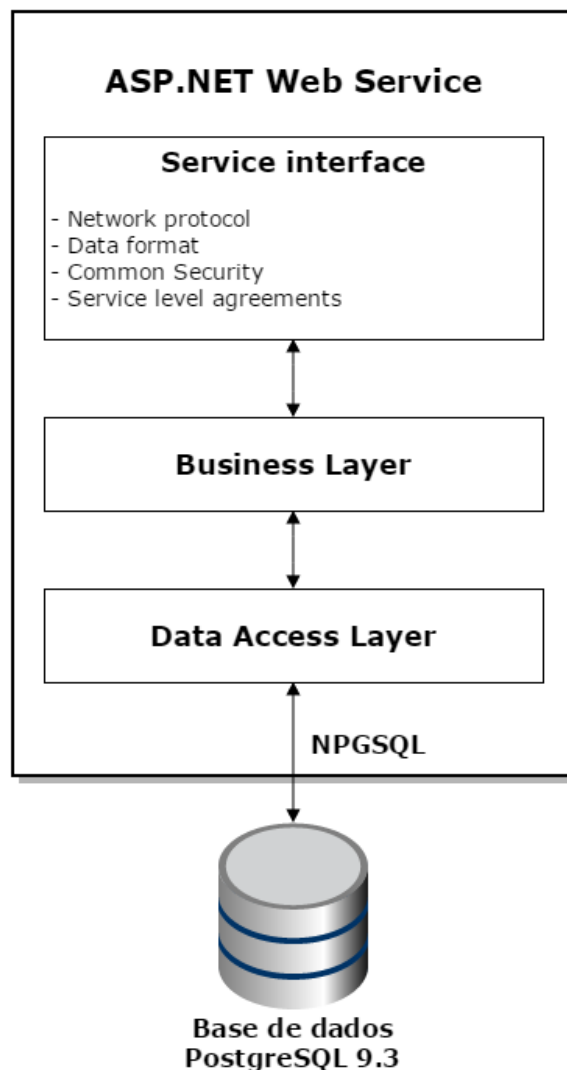 ASP.NET Web Service
Service interface
- Network protocol
- Data format
- Common Security
- Service level agreements
Business Layer
Data Access Layer
NPGSQL
Base de dados
PostgreSQL 9.3